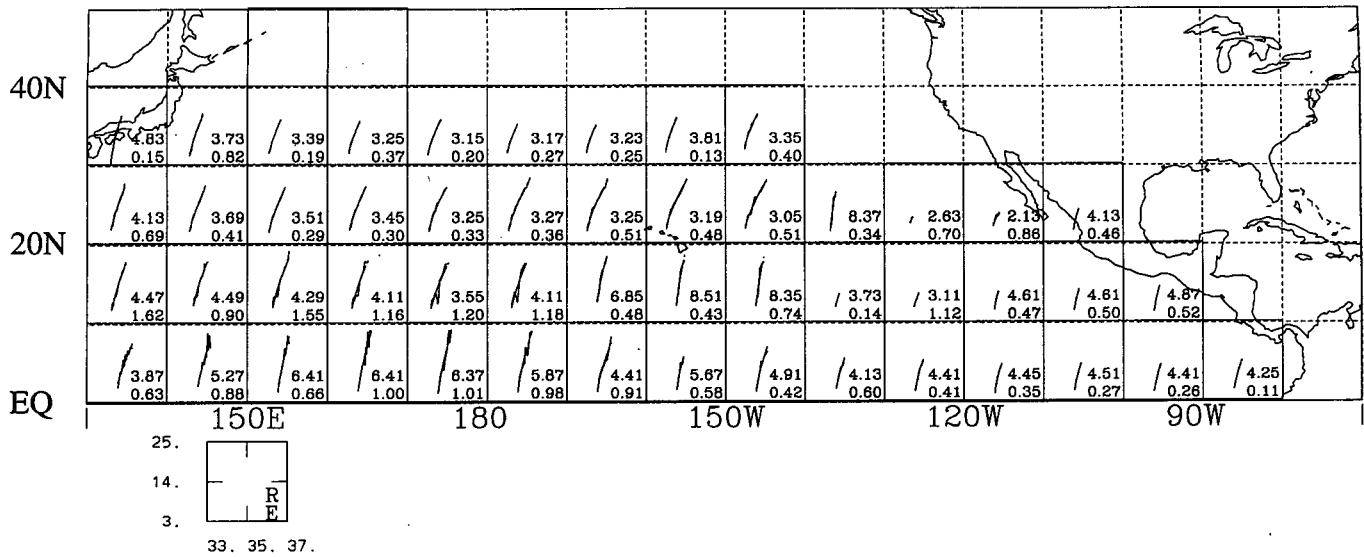 40N
4.83 3.73 3.39 3.25 3.15 3.17 3.23 3.81 3.35
0.15 0.82 0.19 0.37 0.20 0.27 0.25 0.13 0.40
4.13 3.69 3.51 3.45 3.25 3.27 3.25 3.19 3.05 8.37 2.63 2.13 4.13
0.69 0.41 0.29 0.30 0.33 0.36 0.51 0.48 0.51 0.34 0.70 0.86 0.46
20N
4.47 4.49 4.29 4.11 3.55 4.11 6.85 8.51 8.35 3.73 3.11 4.61 4.61 4.87
1.62 0.90 1.55 1.16 1.20 1.18 0.48 0.43 0.74 0.14 1.12 0.47 0.50 0.52
3.87 5.27 6.41 6.41 6.37 5.87 4.41 5.67 4.91 4.13 4.41 4.45 4.51 4.41 4.25
0.63 0.88 0.66 1.00 1.01 0.98 0.91 0.58 0.42 0.60 0.41 0.35 0.27 0.26 0.11
EQ
150E 180 150W 120W 90W
25.
14.
R
E
3.
33. 35. 37.